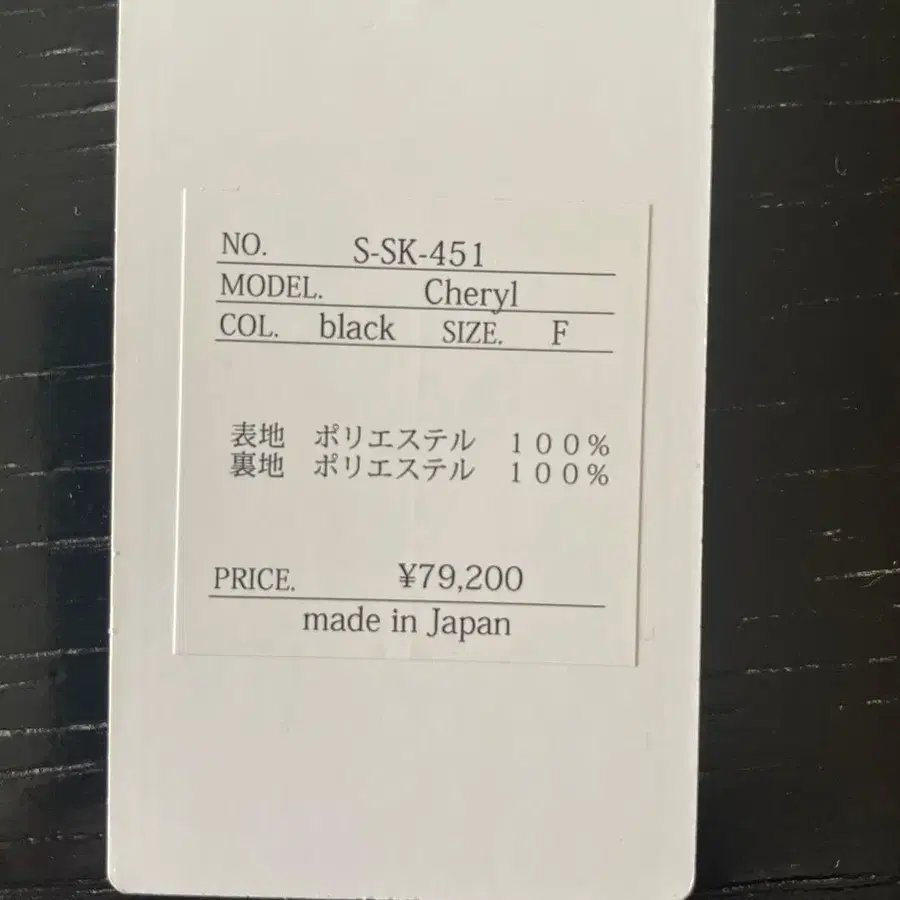 NO. S-SK-451
MODEL. Cheryl
COL. black SIZE. F
表地 ポリエステル 100%
裏地 ポリエステル 100%
PRICE. ¥79,200
made in Japan